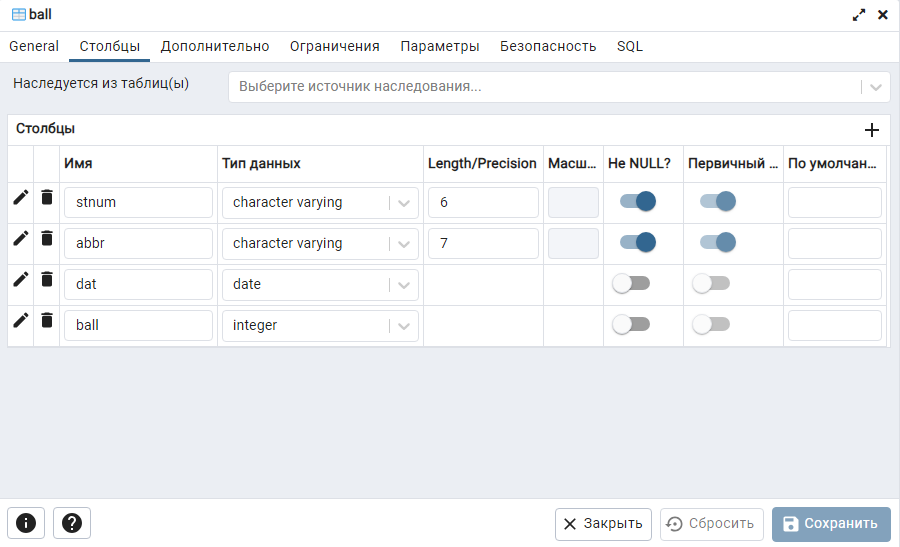 ball
General Столбцы Дополнительно Ограничения Параметры Безопасность SQL
Наследуется из таблиц(ы) Выберите источник наследования...
Столбцы
Имя Тип данных Length/Precision Масш... Не NULL? Первичный ... По умолчан...
stnum character varying 6
abbr character varying 7
dat date
ball integer
Закрыть Сбросить Сохранить